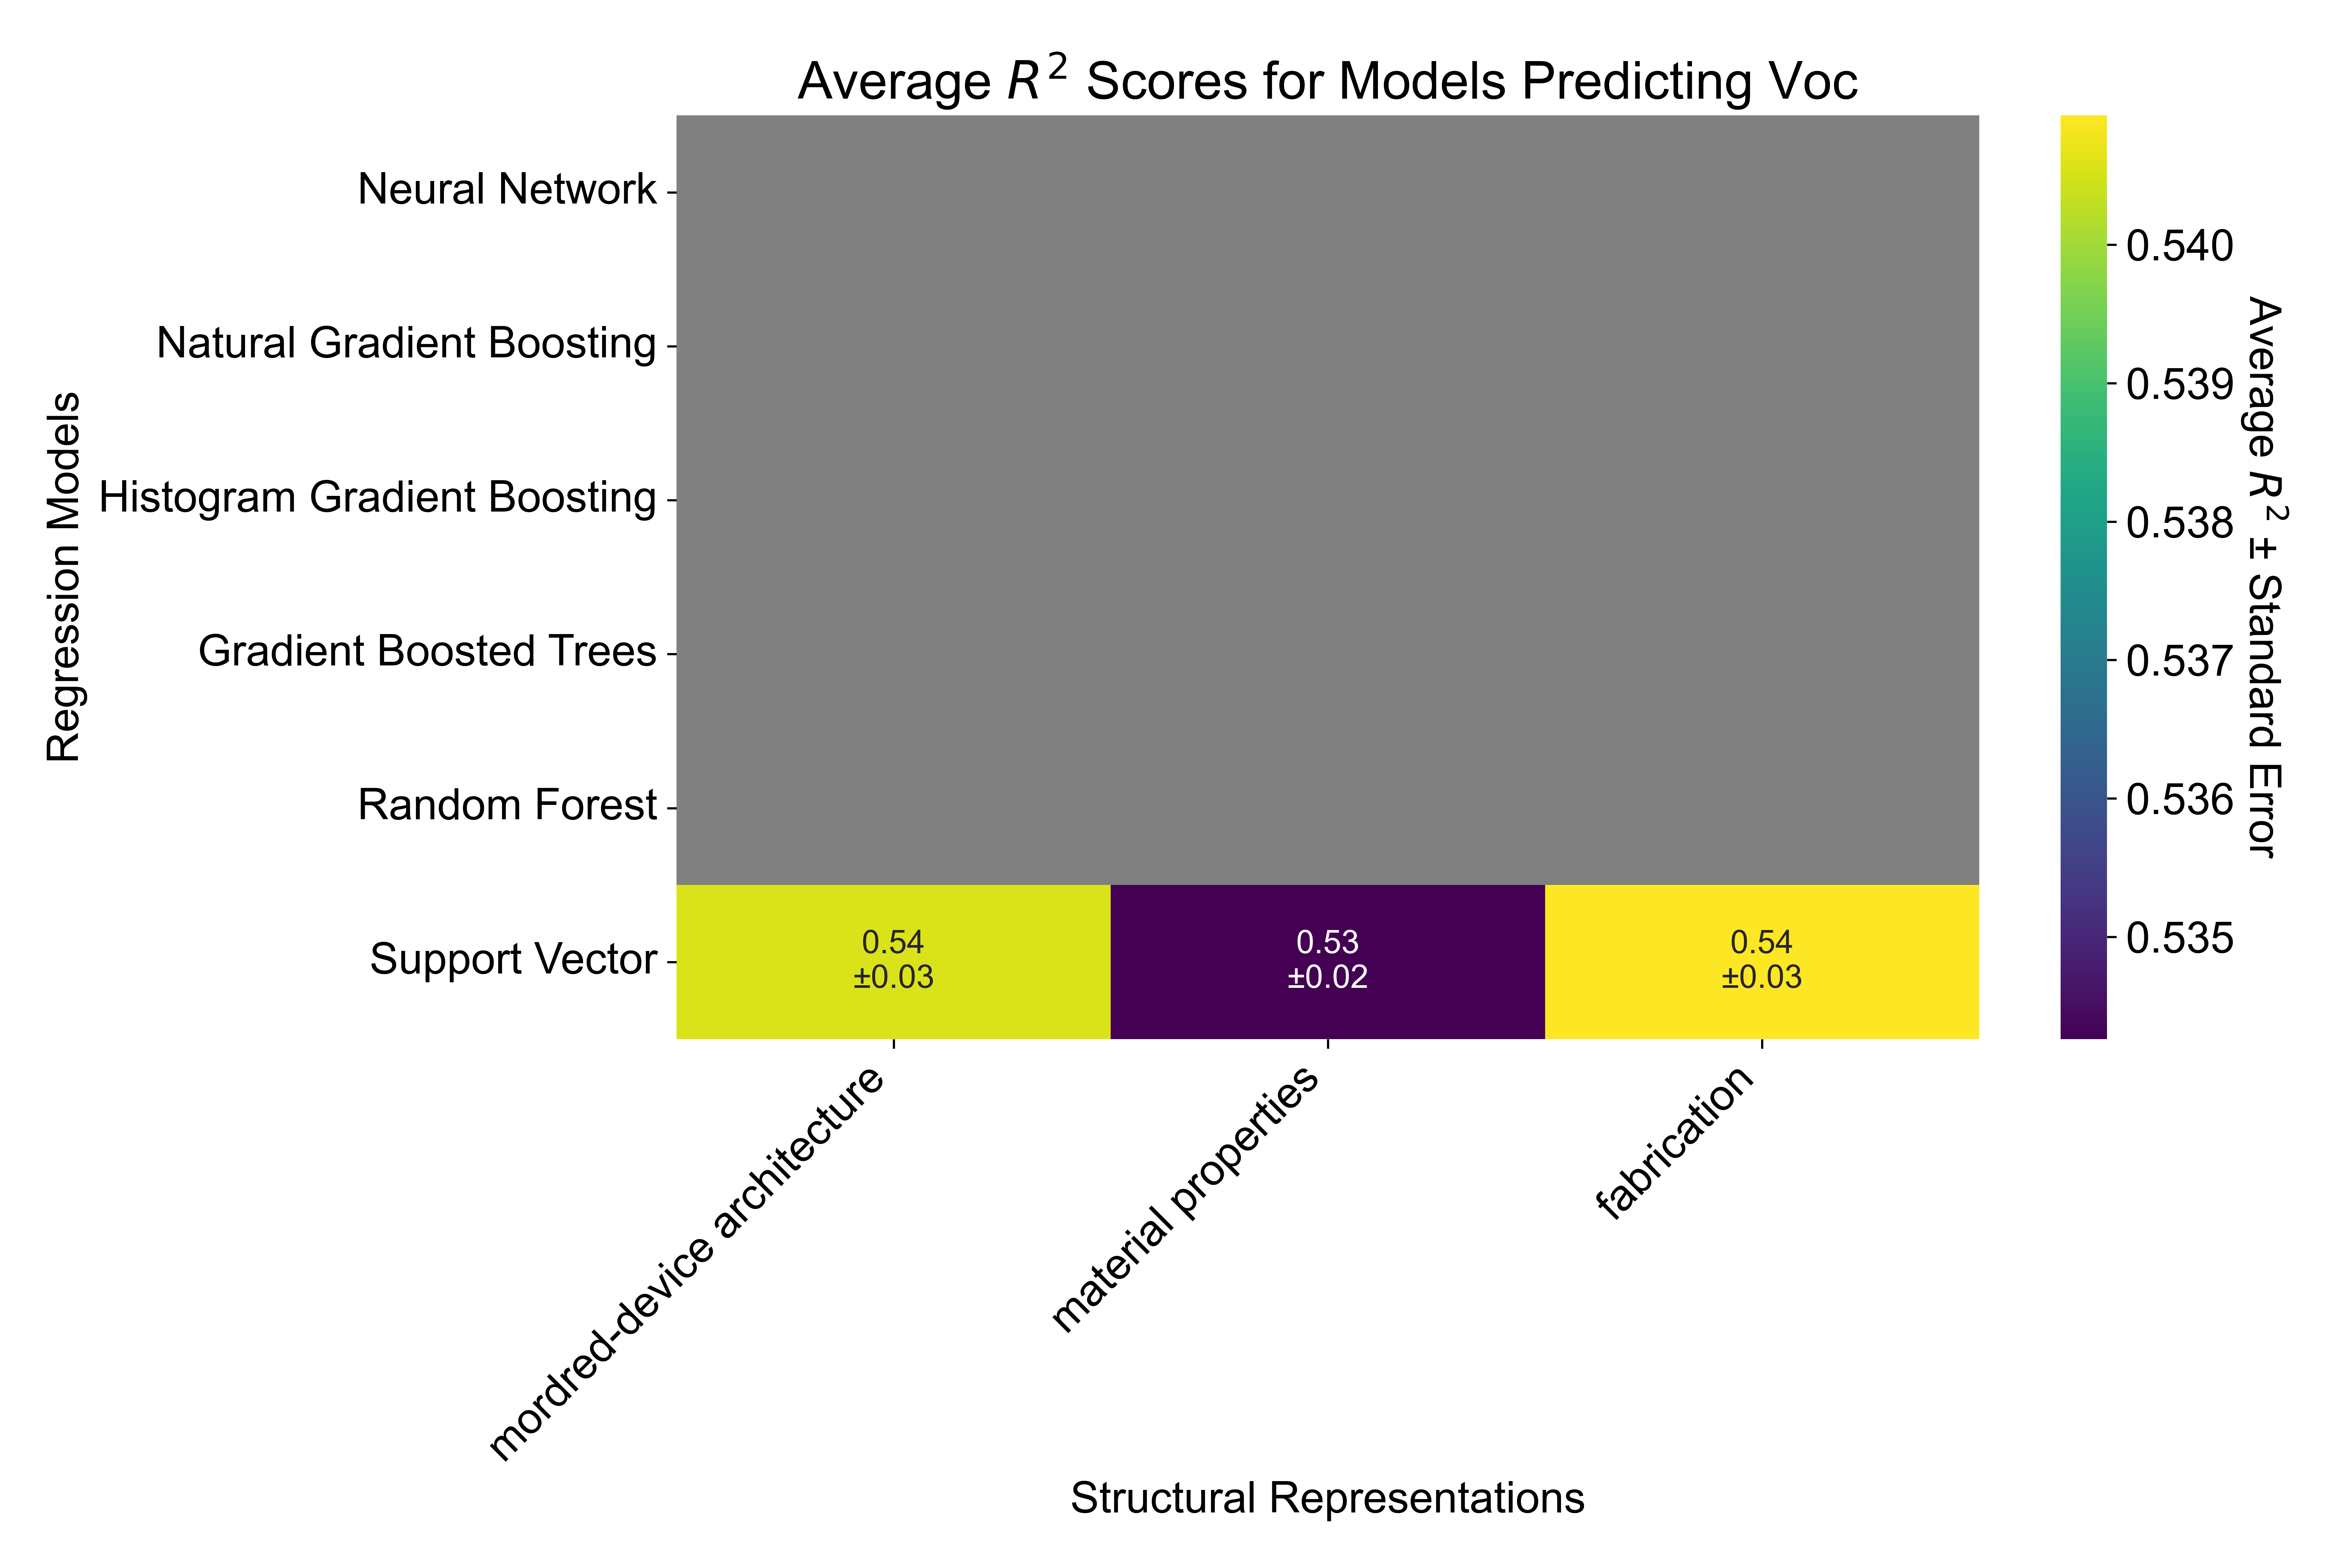 Average R² Scores for Models Predicting Voc
Regression Models
Neural Network
Natural Gradient Boosting
Histogram Gradient Boosting
Gradient Boosted Trees
Random Forest
Support Vector
0.54
±0.03
0.53
±0.02
0.54
±0.03
mordred-device architecture
material properties
fabrication
Structural Representations
0.540
0.539
0.538
0.537
0.536
0.535
Average R² ± Standard Error